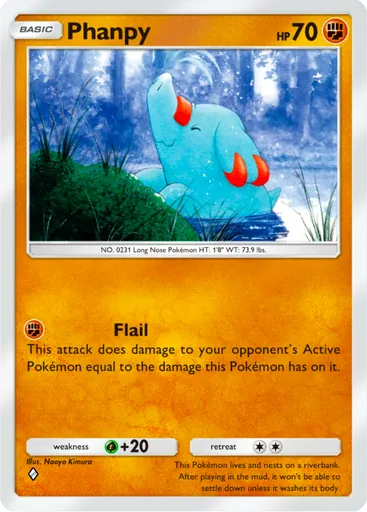 BASIC Phanpy HP 70
NO. 0231 Long Nose Pokémon HT: 1'8" WT: 73.9 lbs.
Flail
This attack does damage to your opponent's Active
Pokémon equal to the damage this Pokémon has on it.
weakness +20 retreat
Illus. Naoyo Kimura
This Pokémon lives and nests on a riverbank.
After playing in the mud, it won't be able to
settle down unless it washes its body.